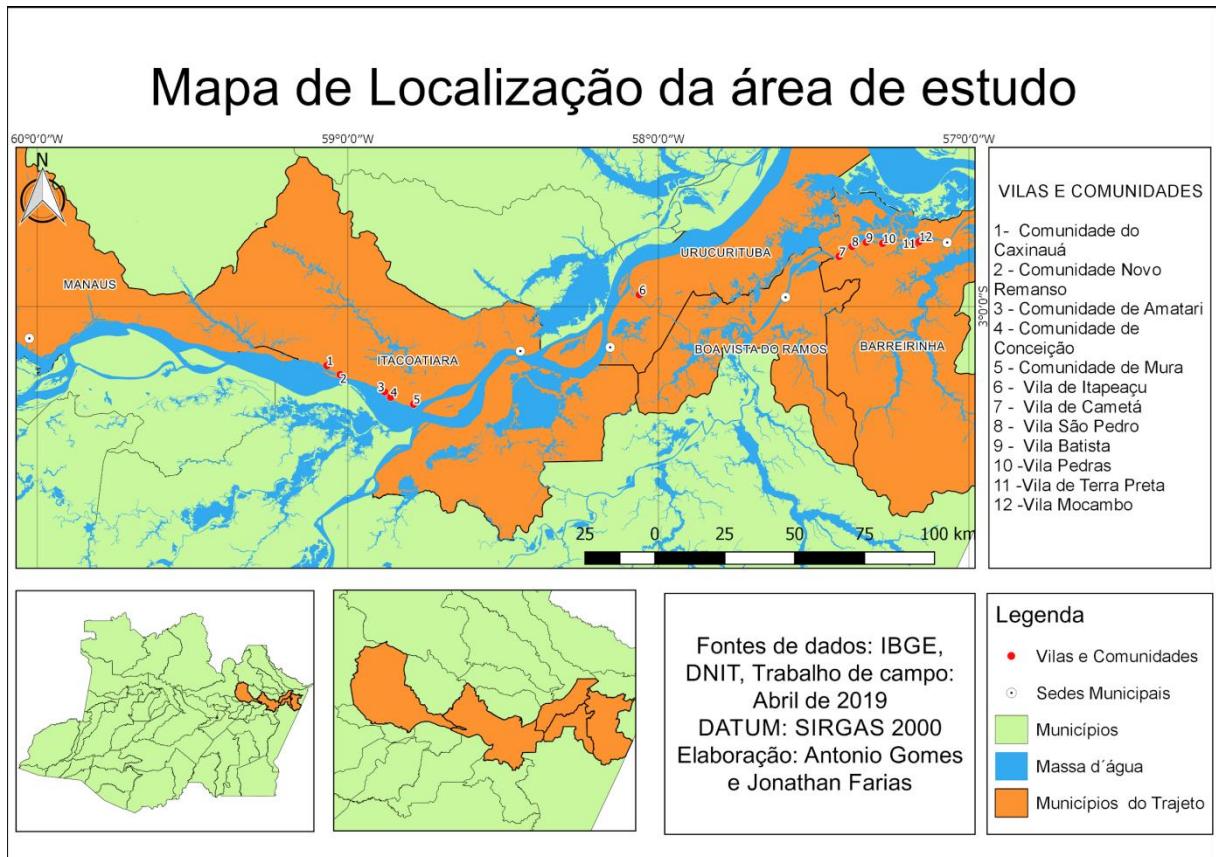 Mapa de Localização da área de estudo
60°0'0"W
59°0'0"W
58°0'0"W
57°0'0"W
N
3°0'0"S
MANAUS
ITACOATIARA
URUCURITUBA
BOA VISTA DO RAMOS
BARREIRINHA
1
2
3
4
5
6
7
8
9
10
11
12
25 0 25 50 75 100 km
VILAS E COMUNIDADES
1- Comunidade do
Caxinauá
2 - Comunidade Novo
Remanso
3 - Comunidade de Amatari
4 - Comunidade de
Conceição
5 - Comunidade de Mura
6 - Vila de Itapeaçu
7 - Vila de Cametá
8 - Vila São Pedro
9 - Vila Batista
10 -Vila Pedras
11 -Vila de Terra Preta
12 -Vila Mocambo
Fontes de dados: IBGE,
DNIT, Trabalho de campo:
Abril de 2019
DATUM: SIRGAS 2000
Elaboração: Antonio Gomes
e Jonathan Farias
Legenda
Vilas e Comunidades
Sedes Municipais
Municípios
Massa d´água
Municípios do Trajeto